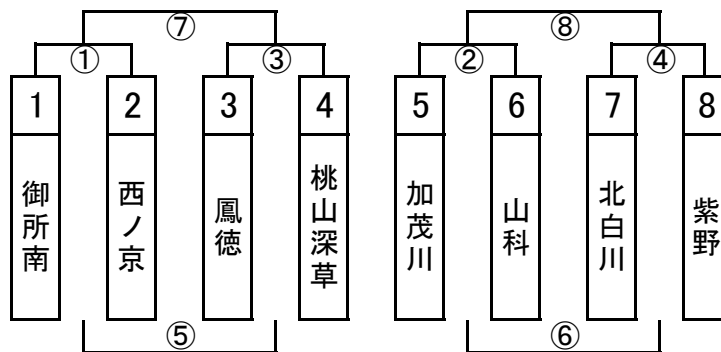 ⑦ ⑧
① ③ ② ④
1 2 3 4 5 6 7 8
御所南
西ノ京
鳳徳
桃山深草
加茂川
山科
北白川
紫野
⑤ ⑥